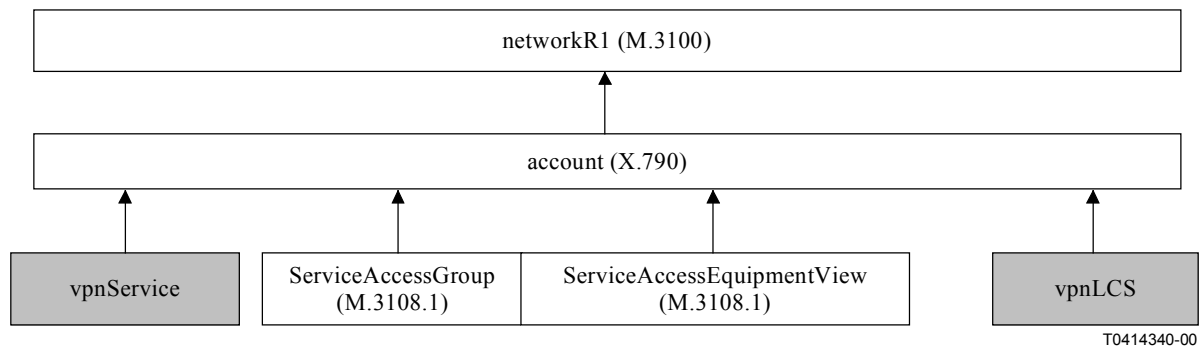 networkR1 (M.3100)
account (X.790)
vpnService
ServiceAccessGroup
(M.3108.1)
ServiceAccessEquipmentView
(M.3108.1)
vpnLCS
T0414340-00